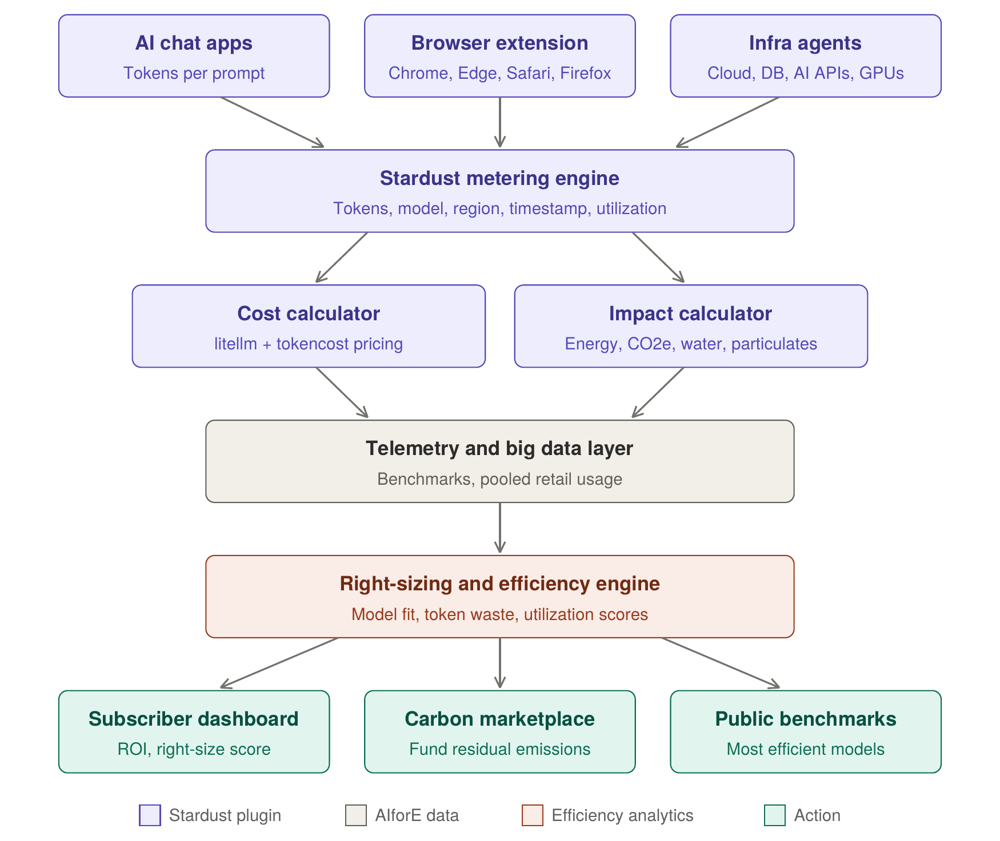 AI chat apps
Tokens per prompt
Browser extension
Chrome, Edge, Safari, Firefox
Infra agents
Cloud, DB, AI APIs, GPUs
Stardust metering engine
Tokens, model, region, timestamp, utilization
Cost calculator
litellm + tokencost pricing
Impact calculator
Energy, CO2e, water, particulates
Telemetry and big data layer
Benchmarks, pooled retail usage
Right-sizing and efficiency engine
Model fit, token waste, utilization scores
Subscriber dashboard
ROI, right-size score
Carbon marketplace
Fund residual emissions
Public benchmarks
Most efficient models
Stardust plugin
AIforE data
Efficiency analytics
Action